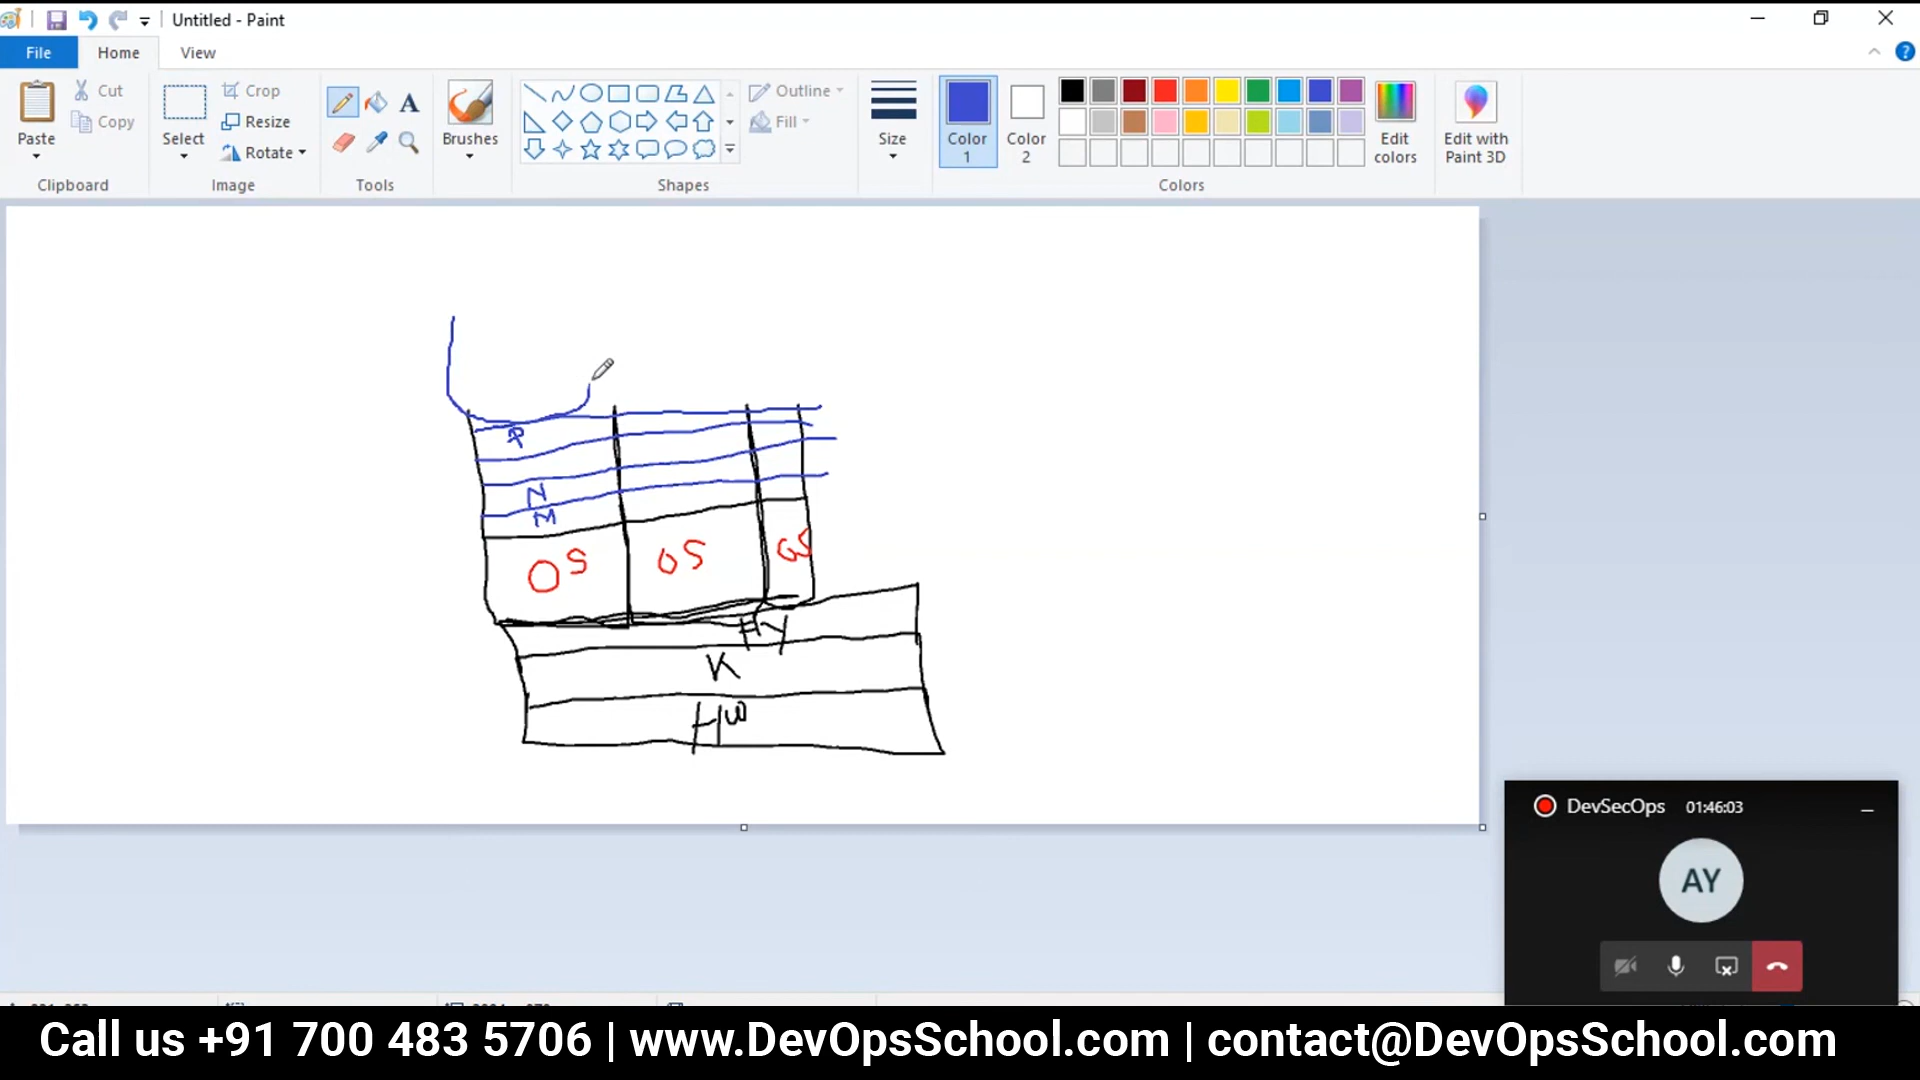 Untitled - Paint
File Home View
Paste Cut Copy Clipboard
Select Crop Resize Rotate Image
A
Tools
Brushes
Shapes
Outline
Fill
Size
Color 1
Color 2
Edit colors
Colors
Edit with Paint 3D
?
P
N
M
OS OS OS
HY
K
HW
DevSecOps 01:46:03
AY
Call us +91 700 483 5706 | www.DevOpsSchool.com | contact@DevOpsSchool.com